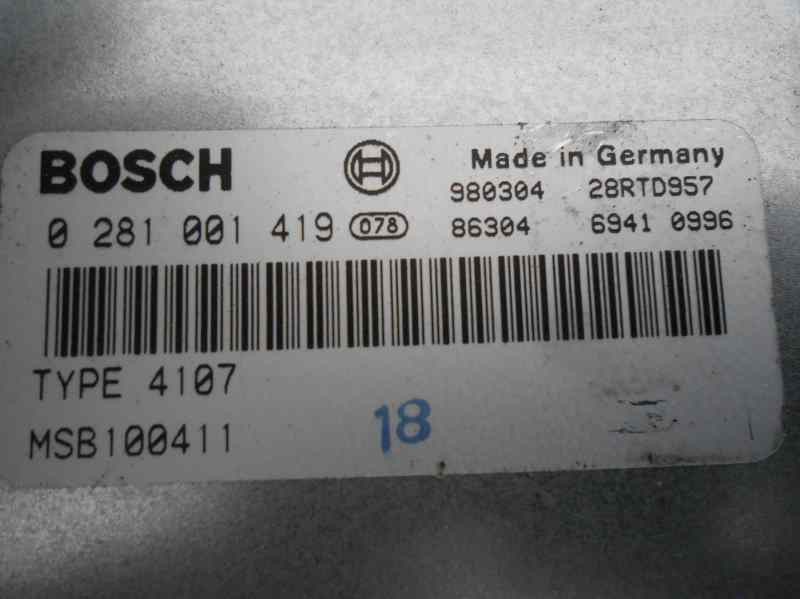 BOSCH
Made in Germany
980304 28RTD957
0 281 001 419 078 86304 6941 0996
TYPE 4107
MSB100411
18